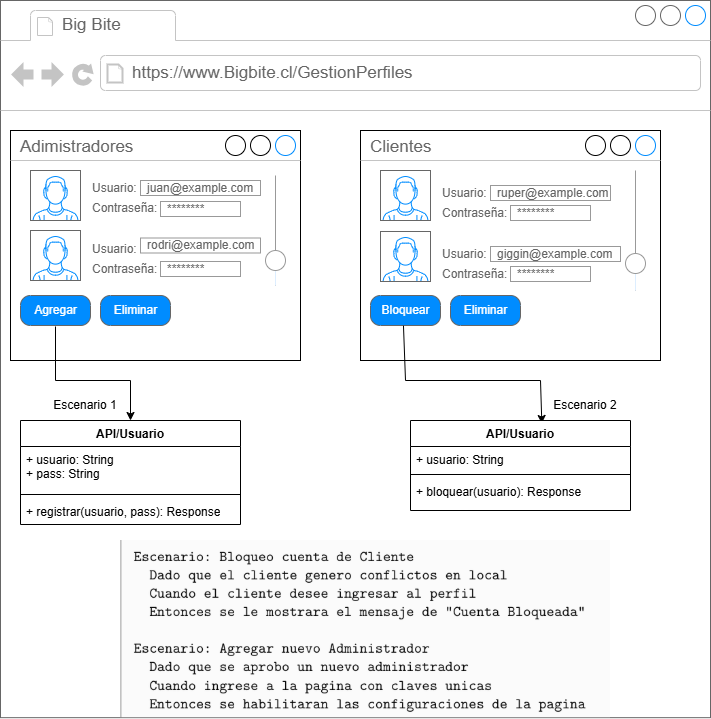 Big Bite
https://www.Bigbite.cl/GestionPerfiles
Adimistradores
Usuario: juan@example.com
Contraseña: ********
Usuario: rodri@example.com
Contraseña: ********
Agregar Eliminar
Clientes
Usuario: ruper@example.com
Contraseña: ********
Usuario: giggin@example.com
Contraseña: ********
Bloquear Eliminar
Escenario 1
API/Usuario
+ usuario: String
+ pass: String
+ registrar(usuario, pass): Response
Escenario 2
API/Usuario
+ usuario: String
+ bloquear(usuario): Response
Escenario: Bloqueo cuenta de Cliente
Dado que el cliente genero conflictos en local
Cuando el cliente desee ingresar al perfil
Entonces se le mostrara el mensaje de "Cuenta Bloqueada"
Escenario: Agregar nuevo Administrador
Dado que se aprobo un nuevo administrador
Cuando ingrese a la pagina con claves unicas
Entonces se habilitaran las configuraciones de la pagina